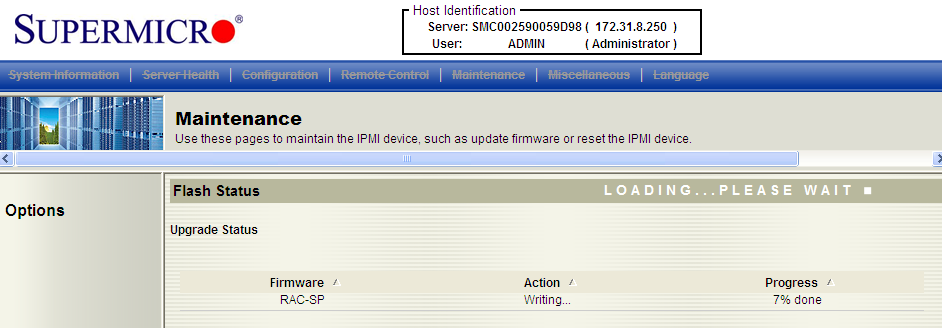 SUPERMICRO®
Host Identification
Server: SMC002590059D98 ( 172.31.8.250 )
User: ADMIN ( Administrator )
System Information | Server Health | Configuration | Remote Control | Maintenance | Miscellaneous | Language
Maintenance
Use these pages to maintain the IPMI device, such as update firmware or reset the IPMI device.
Options
Flash Status LOADING...PLEASE WAIT
Upgrade Status
Firmware Action Progress
RAC-SP Writing... 7% done